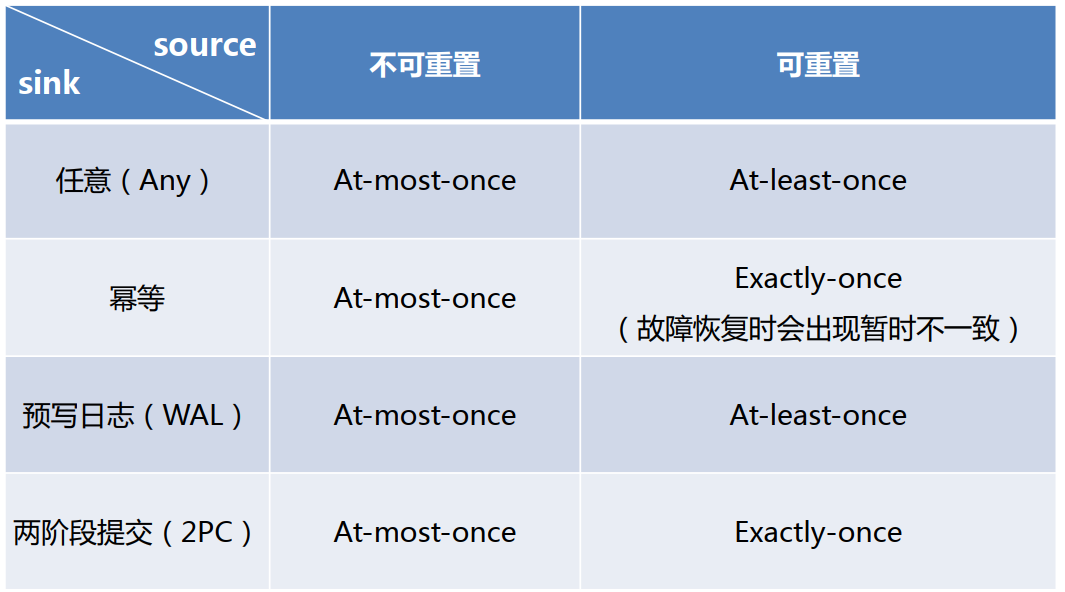 source
sink
不可重置
可重置
任意（Any）
At-most-once
At-least-once
幂等
At-most-once
Exactly-once
（故障恢复时会出现暂时不一致）
预写日志（WAL）
At-most-once
At-least-once
两阶段提交（2PC）
At-most-once
Exactly-once